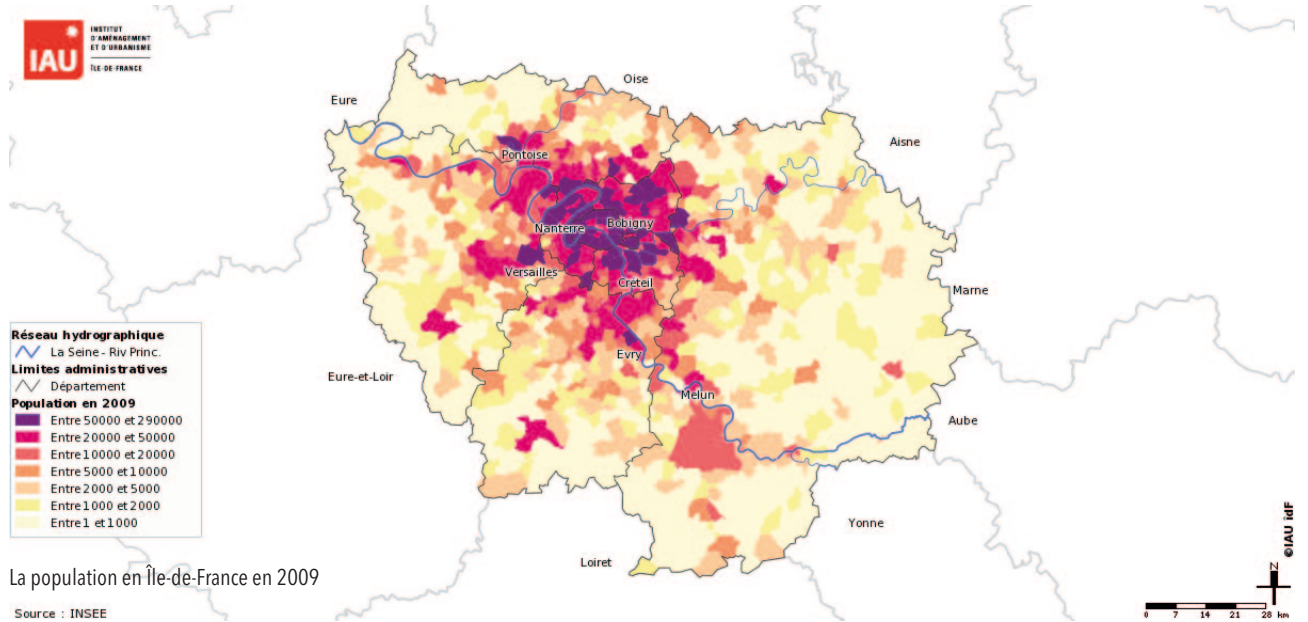 IAU
INSTITUT
D'AMÉNAGEMENT
ET D'URBANISME
ÎLE-DE-FRANCE
Oise
Eure
Aisne
Pontoise
Nanterre
Bobigny
Versailles
Créteil
Marne
Evry
Eure-et-Loir
Melun
Aube
Yonne
Loiret
Réseau hydrographique
La Seine - Riv Princ.
Limites administratives
Département
Population en 2009
Entre 50000 et 290000
Entre 20000 et 50000
Entre 10000 et 20000
Entre 5000 et 10000
Entre 2000 et 5000
Entre 1000 et 2000
Entre 1 et 1000
La population en Île-de-France en 2009
Source : INSEE
©IAU idF
N
0 7 14 21 28 km